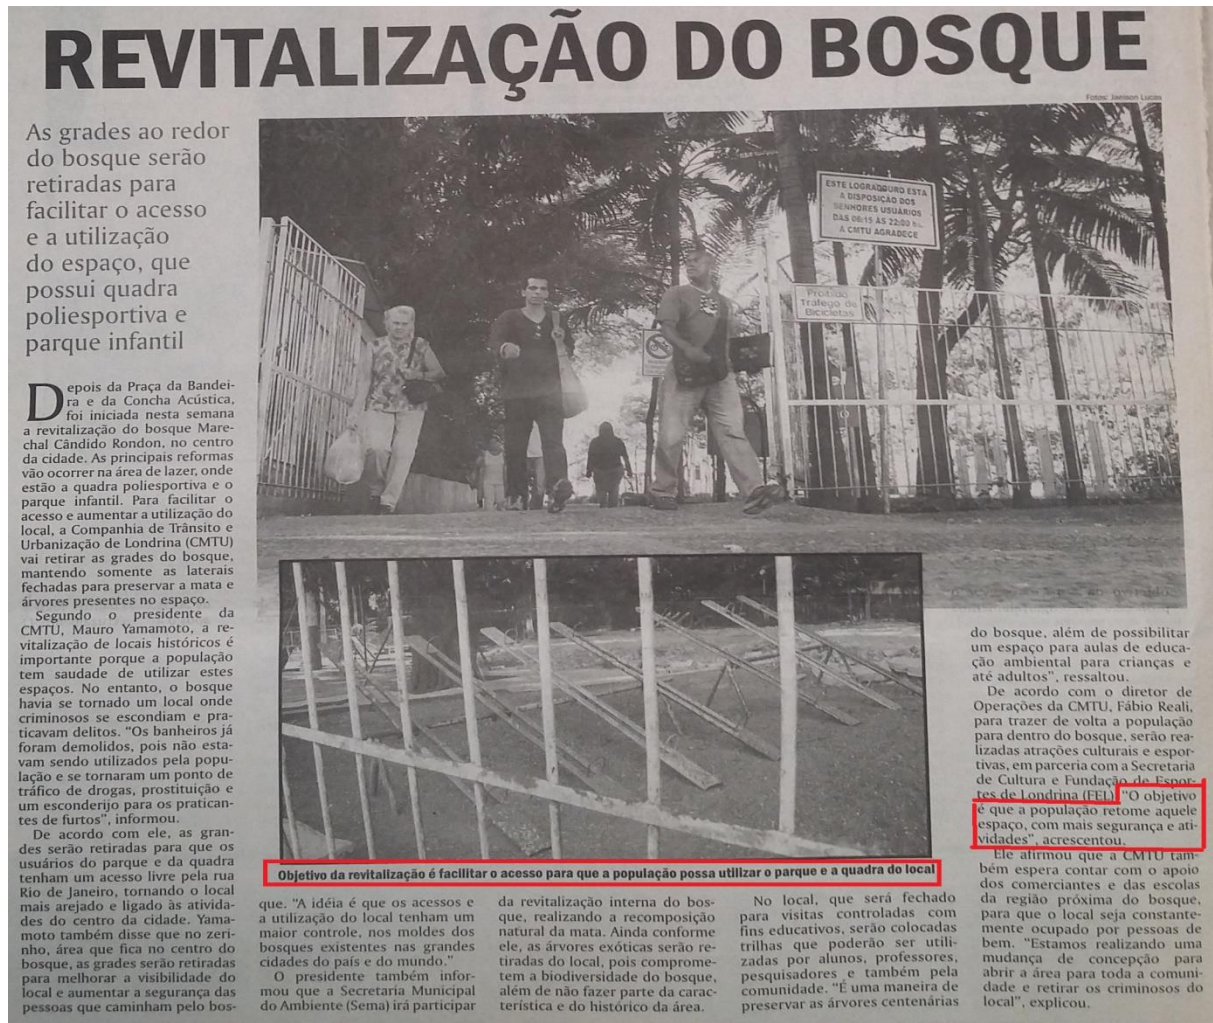 REVITALIZAÇÃO DO BOSQUE
Fotos: Jamison Lucas
As grades ao redor
do bosque serão
retiradas para
facilitar o acesso
e a utilização
do espaço, que
possui quadra
poliesportiva e
parque infantil
ESTE LOGRADOURO ESTA
A DISPOSIÇÃO DOS
SENHORES USUÁRIOS
DAS 06:15 ÀS 22:00 hs.
A CMTU AGRADECE
Proibido
Trafego de
Bicicletas
Depois da Praça da Bandei-
ra e da Concha Acústica,
foi iniciada nesta semana
a revitalização do bosque Mare-
chal Cândido Rondon, no centro
da cidade. As principais reformas
vão ocorrer na área de lazer, onde
estão a quadra poliesportiva e o
parque infantil. Para facilitar o
acesso e aumentar a utilização do
local, a Companhia de Trânsito e
Urbanização de Londrina (CMTU)
vai retirar as grades do bosque,
mantendo somente as laterais
fechadas para preservar a mata e
árvores presentes no espaço.
Segundo o presidente da
CMTU, Mauro Yamamoto, a re-
vitalização de locais históricos é
importante porque a população
tem saudade de utilizar estes
espaços. No entanto, o bosque
havia se tornado um local onde
criminosos se escondiam e pra-
ticavam delitos. "Os banheiros já
foram demolidos, pois não esta-
vam sendo utilizados pela popu-
lação e se tornaram um ponto de
tráfico de drogas, prostituição e
um esconderijo para os pratican-
tes de furtos", informou.
De acordo com ele, as gran-
des serão retiradas para que os
usuários do parque e da quadra
tenham um acesso livre pela rua
Rio de Janeiro, tornando o local
mais arejado e ligado às ativida-
des do centro da cidade. Yama-
moto também disse que no zeri-
nho, área que fica no centro do
bosque, as grades serão retiradas
para melhorar a visibilidade do
local e aumentar a segurança das
pessoas que caminham pelo bos-
Objetivo da revitalização é facilitar o acesso para que a população possa utilizar o parque e a quadra do local
que. "A idéia é que os acessos e
a utilização do local tenham um
maior controle, nos moldes dos
bosques existentes nas grandes
cidades do país e do mundo."
O presidente também infor-
mou que a Secretaria Municipal
do Ambiente (Sema) irá participar
da revitalização interna do bos-
que, realizando a recomposição
natural da mata. Ainda conforme
ele, as árvores exóticas serão re-
tiradas do local, pois comprome-
tem a biodiversidade do bosque,
além de não fazer parte da carac-
terística e do histórico da área.
No local, que será fechado
para visitas controladas com
fins educativos, serão colocadas
trilhas que poderão ser utili-
zadas por alunos, professores,
pesquisadores e também pela
comunidade. "É uma maneira de
preservar as árvores centenárias
do bosque, além de possibilitar
um espaço para aulas de educa-
ção ambiental para crianças e
até adultos", ressaltou.
De acordo com o diretor de
Operações da CMTU, Fábio Reali,
para trazer de volta a população
para dentro do bosque, serão rea-
lizadas atrações culturais e espor-
tivas, em parceria com a Secretaria
de Cultura e Fundação de Espor-
tes de Londrina (FEL). "O objetivo
é que a população retome aquele
espaço, com mais segurança e ati-
vidades", acrescentou.
Ele afirmou que a CMTU tam-
bém espera contar com o apoio
dos comerciantes e das escolas
da região próxima do bosque,
para que o local seja constante-
mente ocupado por pessoas de
bem. "Estamos realizando uma
mudança de concepção para
abrir a área para toda a comuni-
dade e retirar os criminosos do
local", explicou.